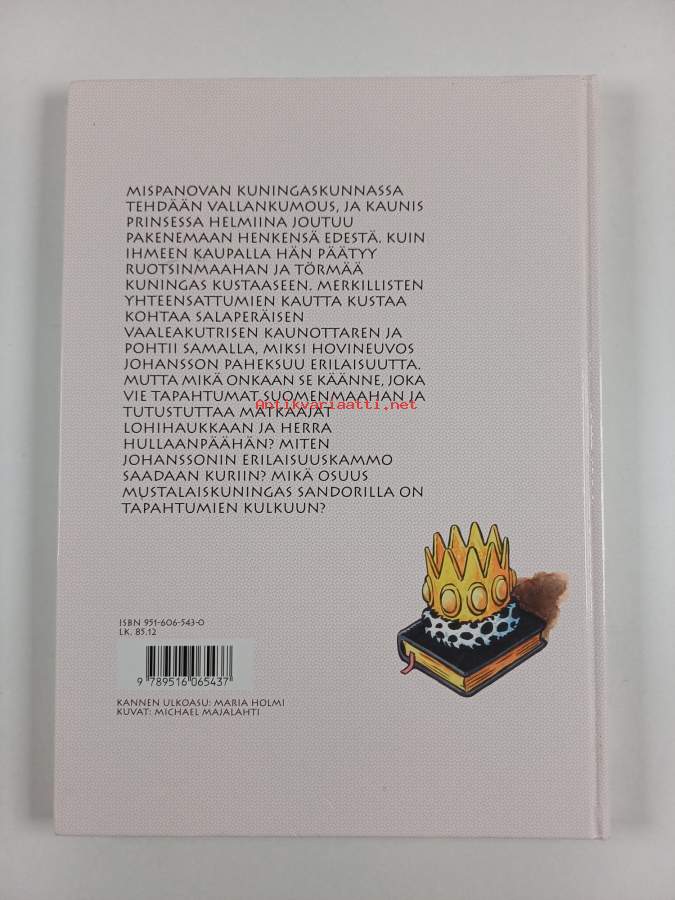 MISPANOVAN KUNINGASKUNNASSA
TEHDÄÄN VALLANKUMOUS, JA KAUNIS
PRINSESSA HELMIINA JOUTUU
PAKENEMAAN HENKENSÄ EDESTÄ. KUIN
IHMEEN KAUPALLA HÄN PÄÄTYY
RUOTSINMAAHAN JA TÖRMÄÄ
KUNINGAS KUSTAASEEN. MERKILLISTEN
YHTEENSATTUMIEN KAUTTA KUSTAA
KOHTAA SALAPERÄISEN
VAALEAKUTRISEN KAUNOTTAREN JA
POHTII SAMALLA, MIKSI HOVINEUVOS
JOHANSSON PAHEKSUU ERILAISUUTTA.
MUTTA MIKÄ ONKAAN SE KÄÄNNE, JOKA
VIE TAPAHTUMAT SUOMENMAAHAN JA
Antikvariaatti.net
TUTUSTUTTAA MATKAAJAT
LOHIHAUKKAAN JA HERRA
HULLAANPÄÄHÄN? MITEN
JOHANSSONIN ERILAISUUSKAMMO
SAADAAN KURIIN? MIKÄ OSUUS
MUSTALAISKUNINGAS SANDORILLA ON
TAPAHTUMIEN KULKUUN?
ISBN 951-606-543-0
LK. 85.12
9 789516 065437
KANNEN ULKOASU: MARIA HOLMI
KUVAT: MICHAEL MAJALAHTI